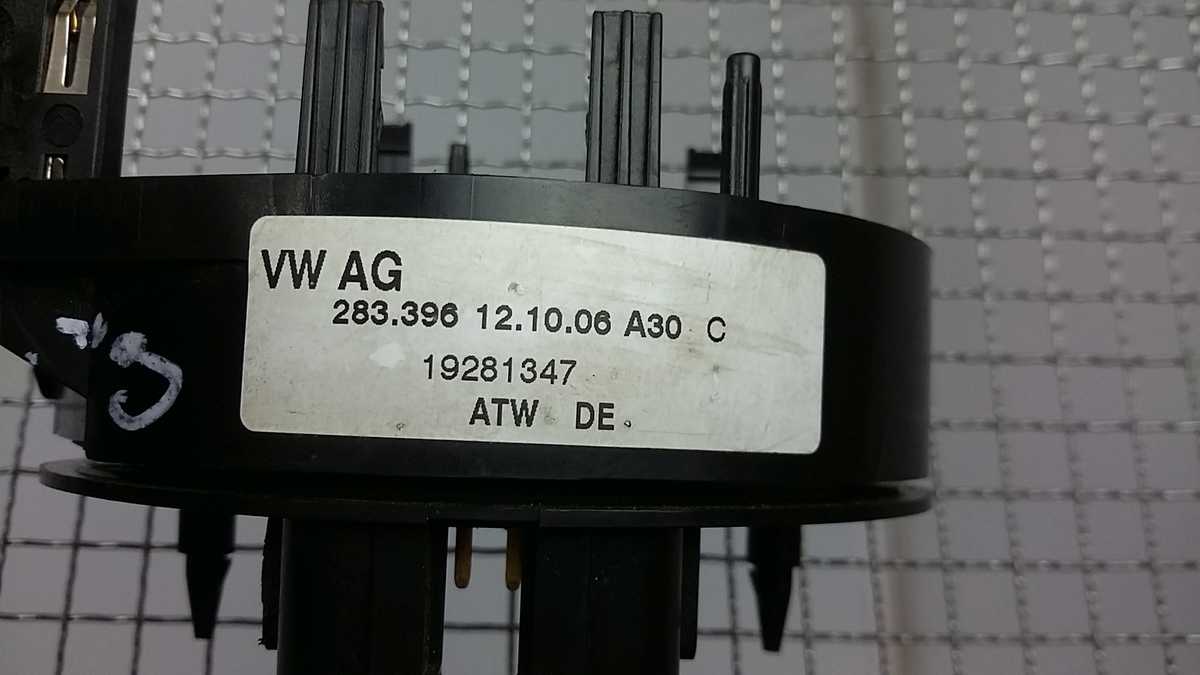 VW AG
283.396 12.10.06 A30 C
19281347
ATW DE.